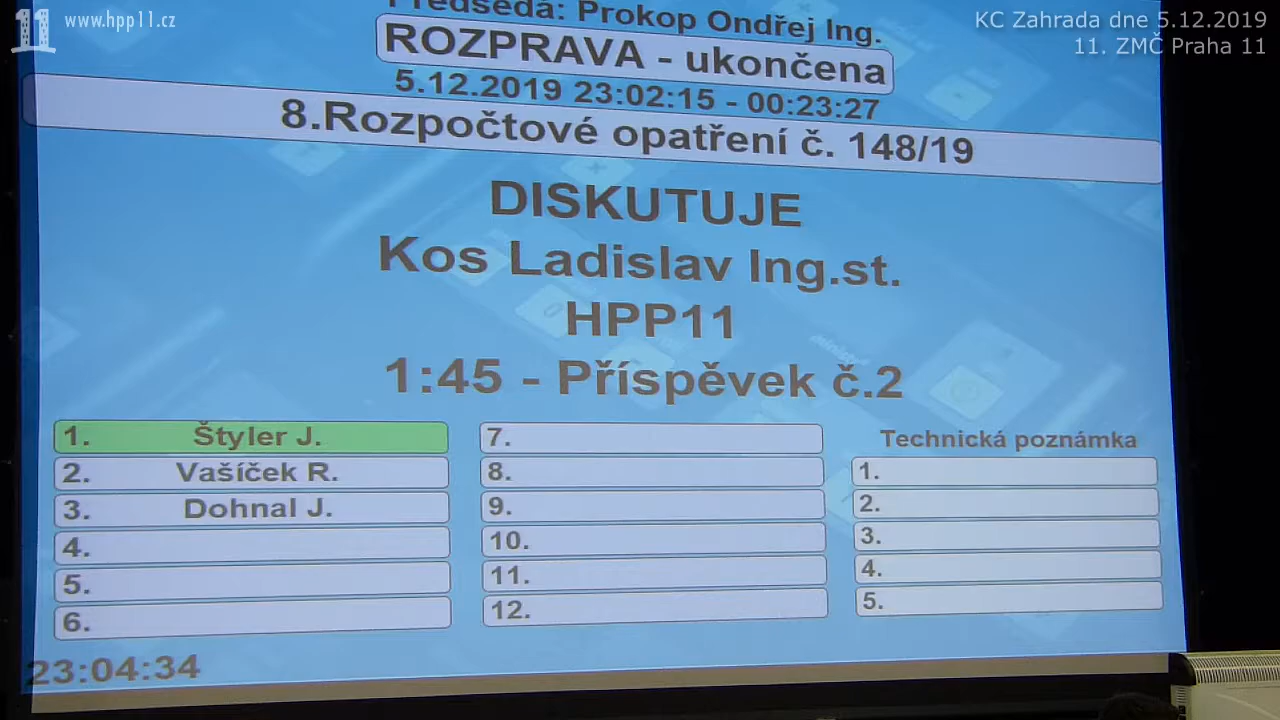 11 www.hpp11.cz
KC Zahrada dne 5.12.2019
11. ZMČ Praha 11
Předsedá: Prokop Ondřej Ing.
ROZPRAVA - ukončena
5.12.2019 23:02:15 - 00:23:27
8.Rozpočtové opatření č. 148/19
DISKUTUJE
Kos Ladislav Ing.st.
HPP11
1:45 - Příspěvek č.2
1. Štyler J.
2. Vašíček R.
3. Dohnal J.
4.
5.
6.
7.
8.
9.
10.
11.
12.
Technická poznámka
1.
2.
3.
4.
5.
23:04:34